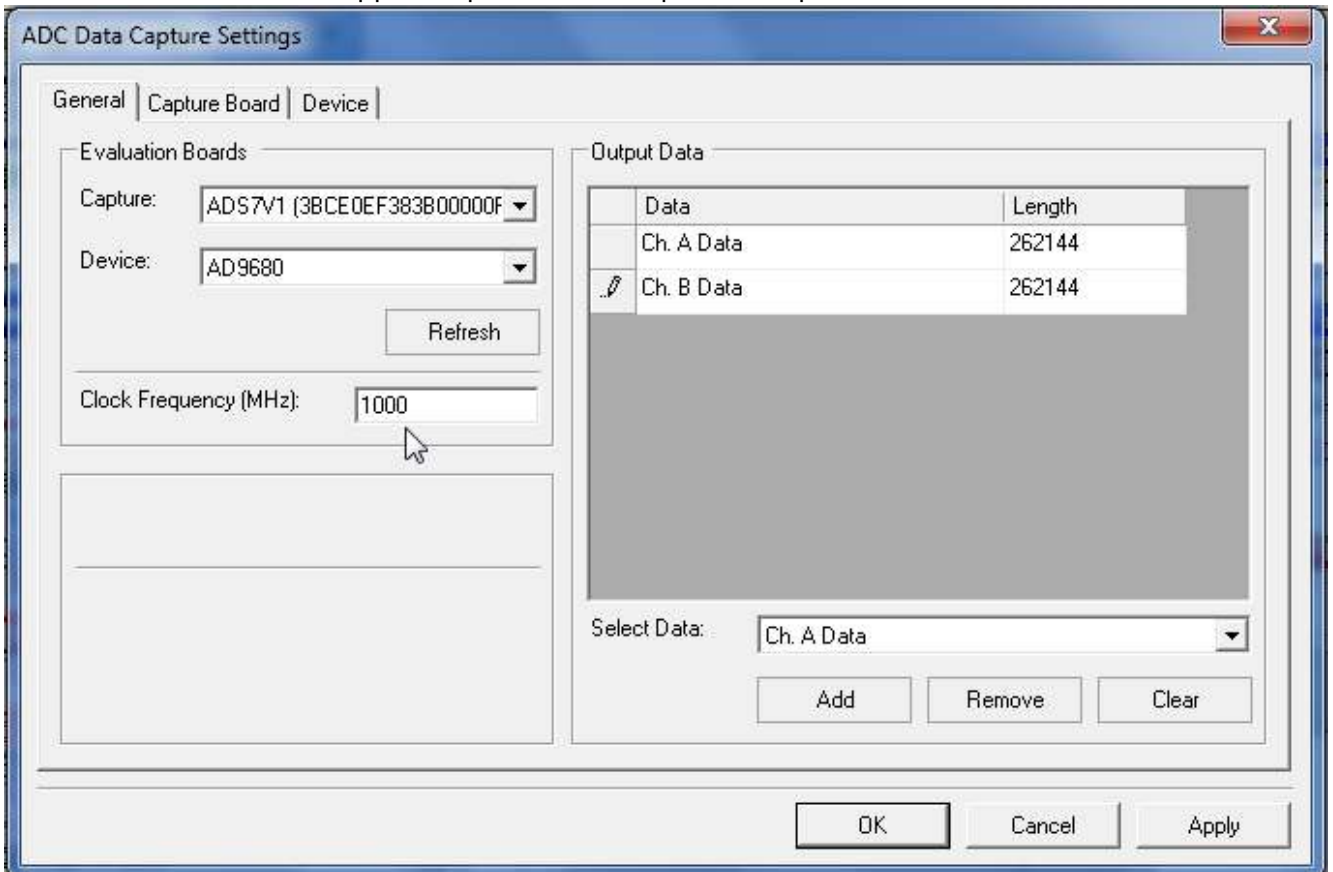 ADC Data Capture Settings
General Capture Board Device
Evaluation Boards
Capture: ADS7V1 (3BCE0EF383B00000F
Device: AD9680
Refresh
Clock Frequency (MHz): 1000
Output Data
Data Length
Ch. A Data 262144
Ch. B Data 262144
Select Data: Ch. A Data
Add Remove Clear
OK Cancel Apply